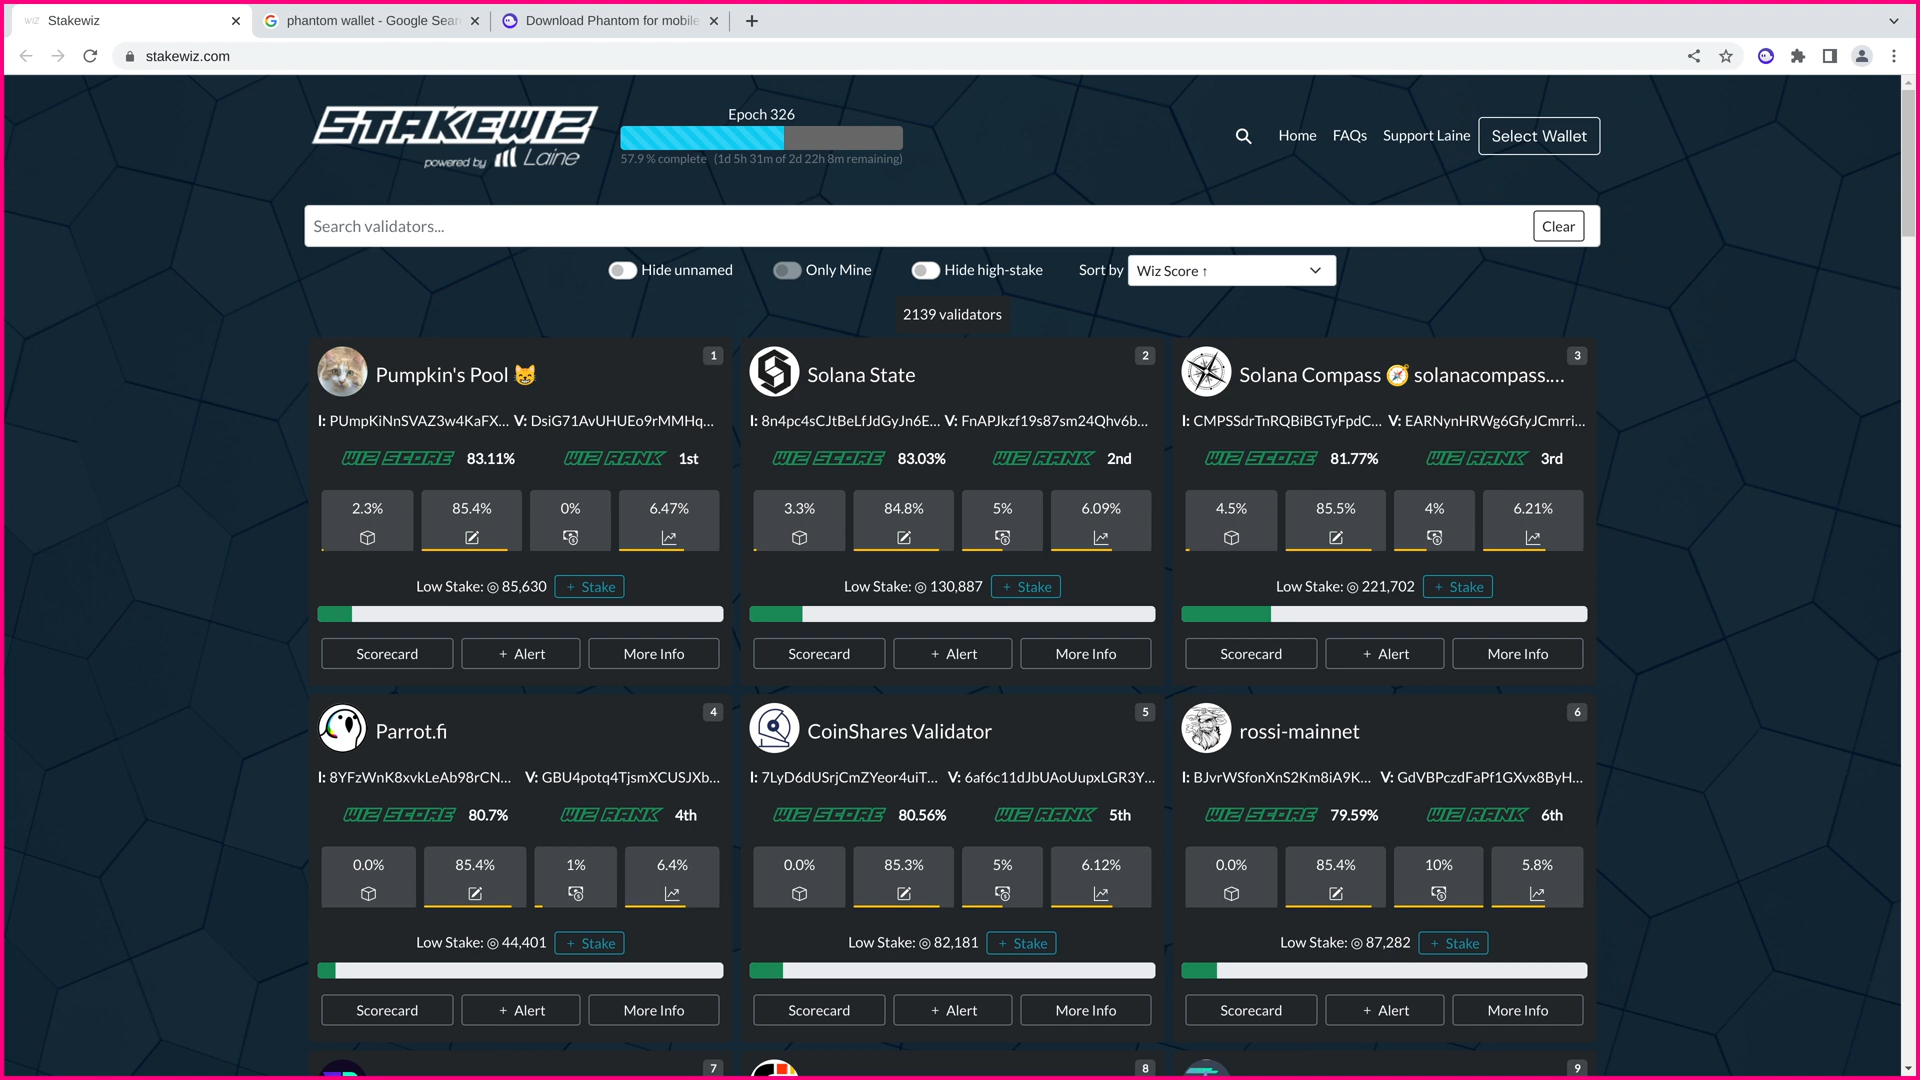 Stakewiz
phantom wallet - Google Sear
Download Phantom for mobile
stakewiz.com
STAKEWIZ
powered by Laine
Epoch 326
57.9 % complete (1d 5h 31m of 2d 22h 8m remaining)
Home FAQs Support Laine Select Wallet
Search validators... Clear
Hide unnamed Only Mine Hide high-stake Sort by Wiz Score ↑
2139 validators
1
Pumpkin's Pool 😸
I: PUmpKiNnSVAZ3w4KaFX... V: DsiG71AvUHUEo9rMMHq...
WIZ SCORE 83.11% WIZ RANK 1st
2.3% 85.4% 0% 6.47%
Low Stake: ◎ 85,630 + Stake
Scorecard + Alert More Info
2
Solana State
I: 8n4pc4sCJtBeLfJdGyJn6E... V: FnAPJkzf19s87sm24Qhv6b...
WIZ SCORE 83.03% WIZ RANK 2nd
3.3% 84.8% 5% 6.09%
Low Stake: ◎ 130,887 + Stake
Scorecard + Alert More Info
3
Solana Compass 🧭 solanacompass....
I: CMPSSdrTnRQBiBGTyFpdC... V: EARNynHRWg6GfyJCmrri...
WIZ SCORE 81.77% WIZ RANK 3rd
4.5% 85.5% 4% 6.21%
Low Stake: ◎ 221,702 + Stake
Scorecard + Alert More Info
4
Parrot.fi
I: 8YFzWnK8xvkLeAb98rCN... V: GBU4potq4TjsmXCUSJXb...
WIZ SCORE 80.7% WIZ RANK 4th
0.0% 85.4% 1% 6.4%
Low Stake: ◎ 44,401 + Stake
Scorecard + Alert More Info
5
CoinShares Validator
I: 7LyD6dUSrjCmZYeor4uiT... V: 6af6c11dJbUAoUupxLGR3Y...
WIZ SCORE 80.56% WIZ RANK 5th
0.0% 85.3% 5% 6.12%
Low Stake: ◎ 82,181 + Stake
Scorecard + Alert More Info
6
rossi-mainnet
I: BJvrWSfonXnS2Km8iA9K... V: GdVBPczdFaPf1GXvx8ByH...
WIZ SCORE 79.59% WIZ RANK 6th
0.0% 85.4% 10% 5.8%
Low Stake: ◎ 87,282 + Stake
Scorecard + Alert More Info
7 8 9